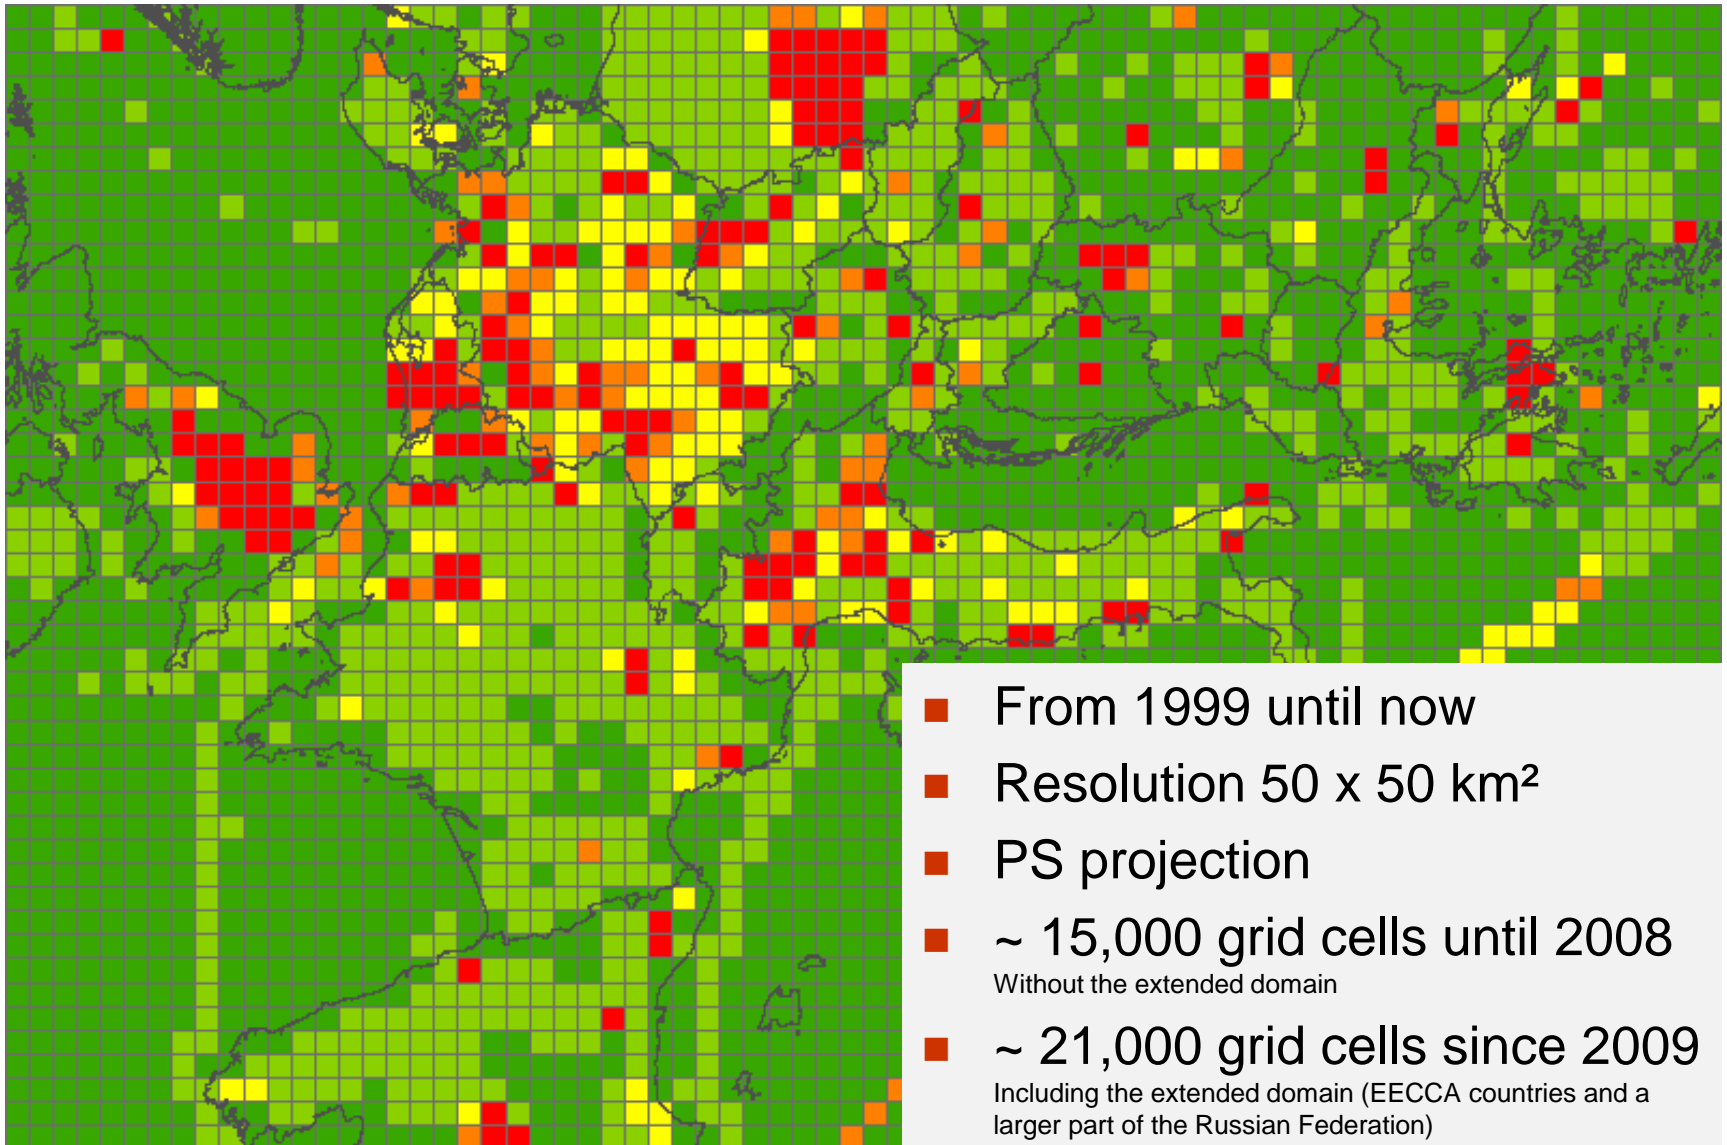 From 1999 until now
Resolution 50 x 50 km²
PS projection
~ 15,000 grid cells until 2008
Without the extended domain
~ 21,000 grid cells since 2009
Including the extended domain (EECCA countries and a
larger part of the Russian Federation)